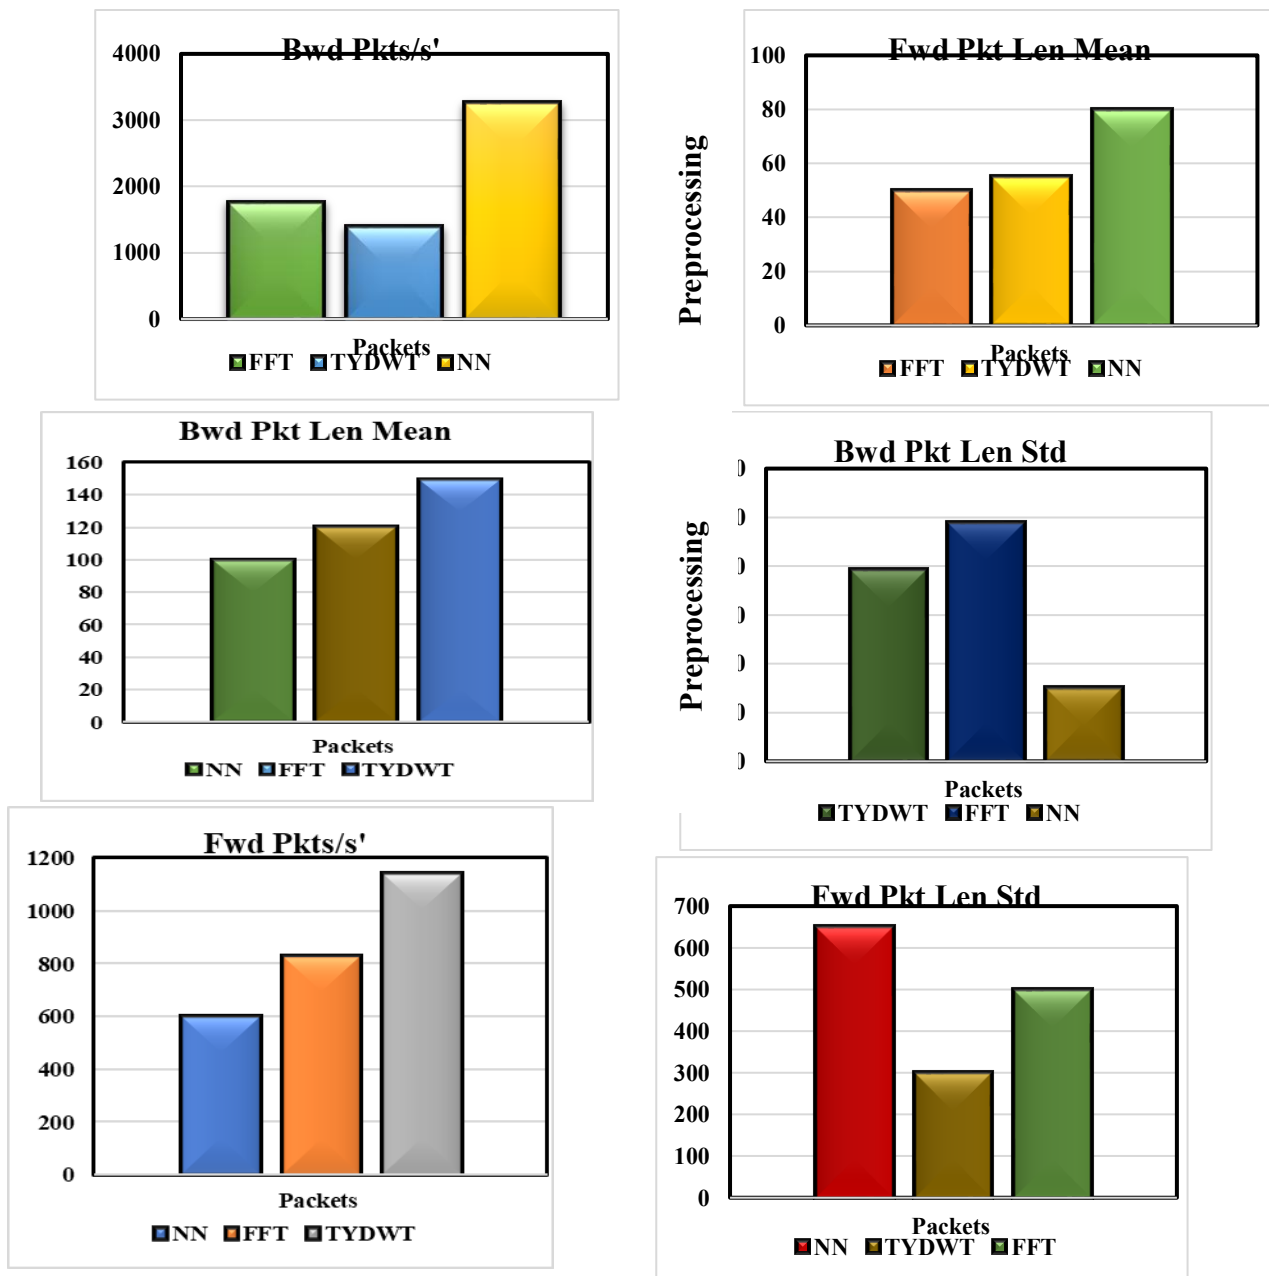 Bwd Pkts/s'
4000
3000
2000
1000
0
Packets
FFT TYDWT NN
Fwd Pkt Len Mean
Preprocessing
100
80
60
40
20
0
Packets
FFT TYDWT NN
Bwd Pkt Len Mean
160
140
120
100
80
60
40
20
0
Packets
NN FFT TYDWT
Bwd Pkt Len Std
Preprocessing
Packets
TYDWT FFT NN
Fwd Pkts/s'
1200
1000
800
600
400
200
0
Packets
NN FFT TYDWT
Fwd Pkt Len Std
700
600
500
400
300
200
100
0
Packets
NN TYDWT FFT